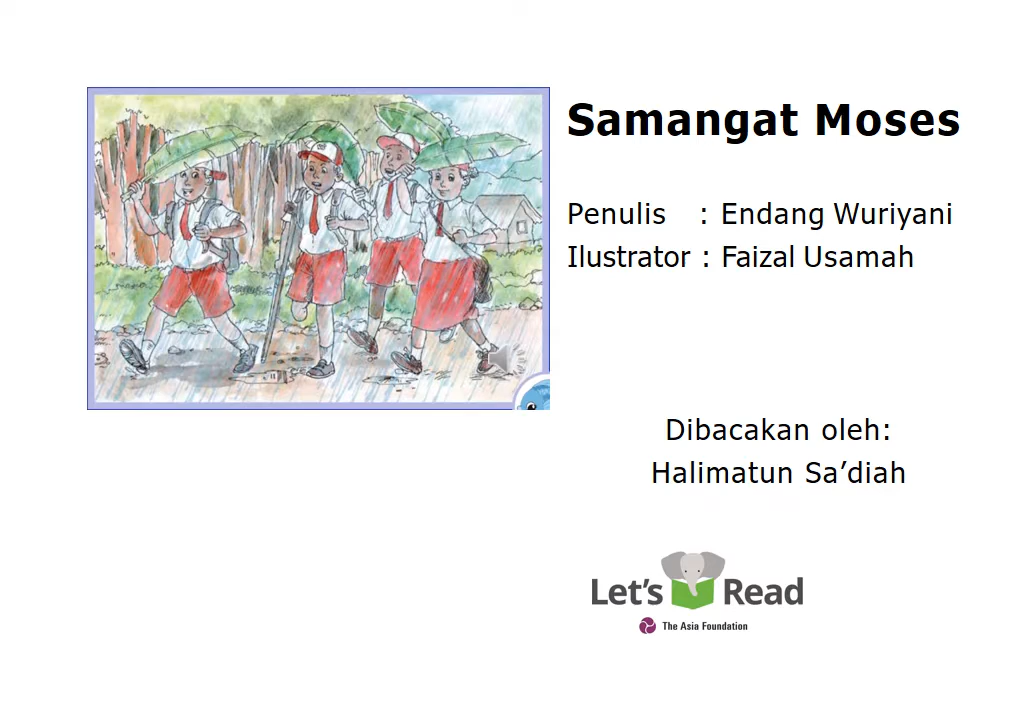 Samangat Moses
Penulis : Endang Wuriyani
Ilustrator : Faizal Usamah
Dibacakan oleh:
Halimatun Sa’diah
Let's Read
The Asia Foundation